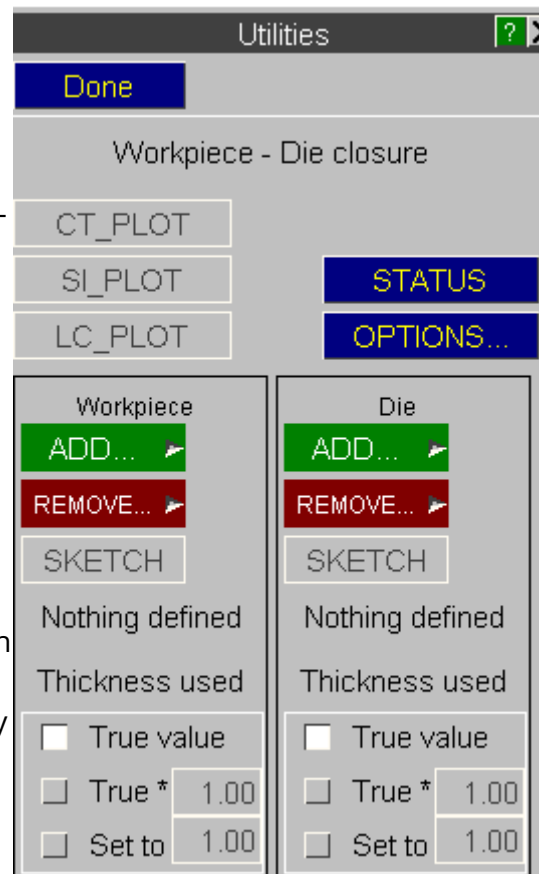 Utilities ? X
Done
Workpiece - Die closure
CT_PLOT
SI_PLOT STATUS
LC_PLOT OPTIONS...
Workpiece
ADD...
REMOVE...
SKETCH
Nothing defined
Thickness used
True value
True * 1.00
Set to 1.00
Die
ADD...
REMOVE...
SKETCH
Nothing defined
Thickness used
True value
True * 1.00
Set to 1.00